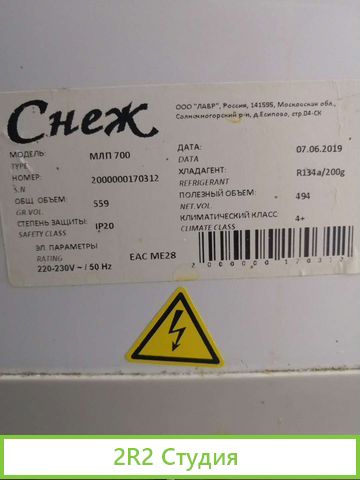 Снеж
ООО "ЛАВР", Россия, 141595, Московская обл.,
Солнечногорский р-н, д.Есипово, стр.04-СК
МОДЕЛЬ: МЛП 700
TYPE
НОМЕР: 2000000170312
S.N
ОБЩ. ОБЪЕМ: 559
GR.VOL.
СТЕПЕНЬ ЗАЩИТЫ: IP20
SAFETY CLASS
ЭЛ. ПАРАМЕТРЫ
RATING EAC ME28
220-230V ~ / 50 Hz
ДАТА: 07.06.2019
DATA
ХЛАДАГЕНТ: R134a/200g
REFRIGERANT
ПОЛЕЗНЫЙ ОБЪЕМ: 494
NET.VOL
КЛИМАТИЧЕСКИЙ КЛАСС 4+
CLIMATE CLASS
2 000000 17031
2R2 Студия